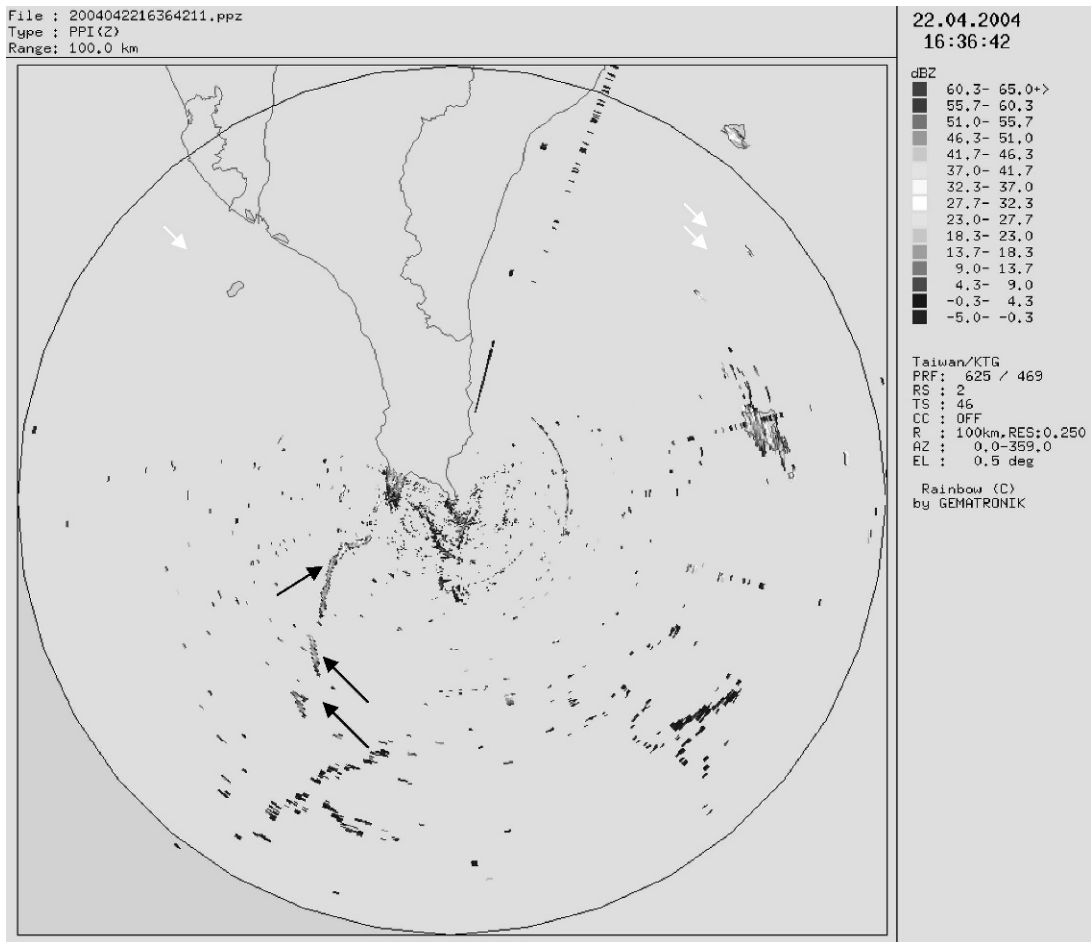 File : 2004042216364211.ppz
Type : PPI(Z)
Range: 100.0 km
22.04.2004
16:36:42
dBZ
60.3- 65.0+>
55.7- 60.3
51.0- 55.7
46.3- 51.0
41.7- 46.3
37.0- 41.7
32.3- 37.0
27.7- 32.3
23.0- 27.7
18.3- 23.0
13.7- 18.3
9.0- 13.7
4.3- 9.0
-0.3- 4.3
-5.0- -0.3
Taiwan/KTG
PRF: 625 / 469
RS : 2
TS : 46
CC : OFF
R : 100km,RES:0.250
AZ : 0.0-359.0
EL : 0.5 deg
Rainbow (C)
by GEMATRONIK